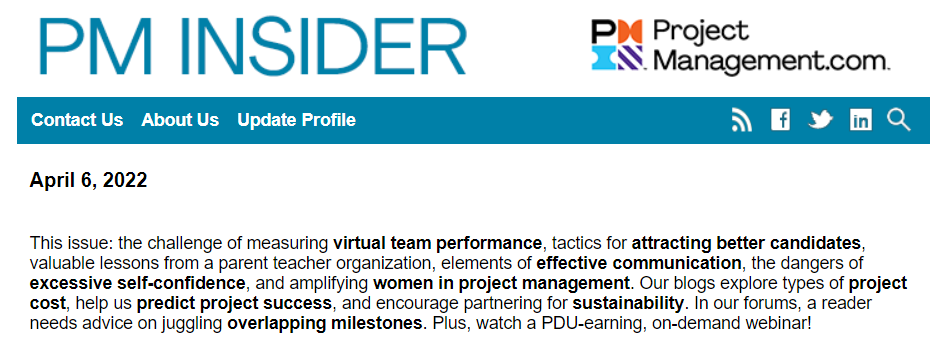 PM INSIDER
Project
Management.com.
Contact Us About Us Update Profile
April 6, 2022
This issue: the challenge of measuring virtual team performance, tactics for attracting better candidates,
valuable lessons from a parent teacher organization, elements of effective communication, the dangers of
excessive self-confidence, and amplifying women in project management. Our blogs explore types of project
cost, help us predict project success, and encourage partnering for sustainability. In our forums, a reader
needs advice on juggling overlapping milestones. Plus, watch a PDU-earning, on-demand webinar!